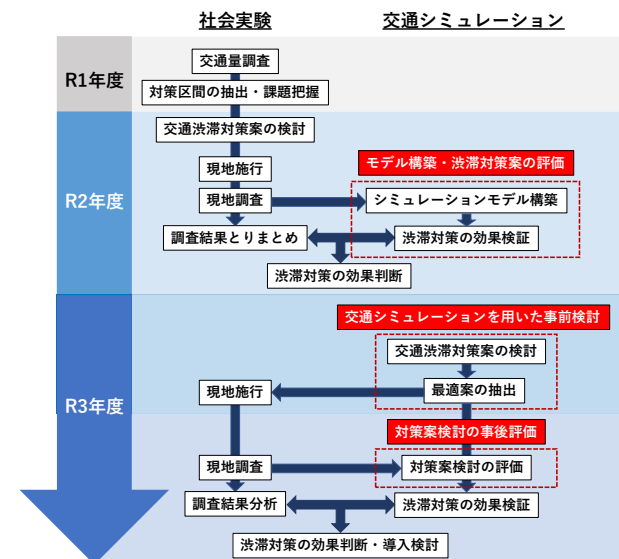 社会実験
交通シミュレーション
R1年度
交通量調査
対策区間の抽出・課題把握
R2年度
交通渋滞対策案の検討
現地施行
モデル構築・渋滞対策案の評価
現地調査
シミュレーションモデル構築
調査結果とりまとめ
渋滞対策の効果検証
渋滞対策の効果判断
R3年度
交通シミュレーションを用いた事前検討
交通渋滞対策案の検討
現地施行
最適案の抽出
対策案検討の事後評価
現地調査
対策案検討の評価
調査結果分析
渋滞対策の効果検証
渋滞対策の効果判断・導入検討